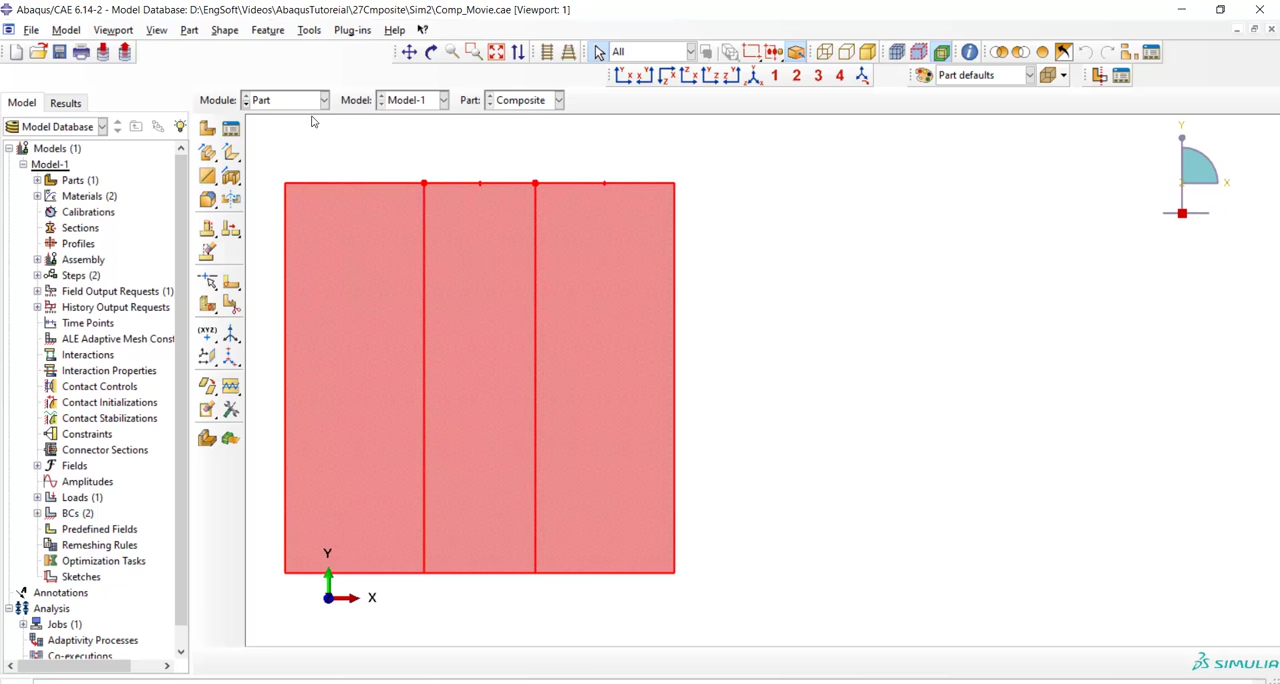 Abaqus/CAE 6.14-2 - Model Database: D:\EngSoft\Videos\AbaqusTutoreial\27Cmposite\Sim2\Comp_Movie.cae [Viewport: 1]
File Model Viewport View Part Shape Feature Tools Plug-ins Help
All
1 2 3 4 Part defaults
Model Results Module: Part Model: Model-1 Part: Composite
Model Database
Models (1)
Model-1
Parts (1)
Materials (2)
Calibrations
Sections
Profiles
Assembly
Steps (2)
Field Output Requests (1)
History Output Requests
Time Points
ALE Adaptive Mesh Const
Interactions
Interaction Properties
Contact Controls
Contact Initializations
Contact Stabilizations
Constraints
Connector Sections
Fields
Amplitudes
Loads (1)
BCs (2)
Predefined Fields
Remeshing Rules
Optimization Tasks
Sketches
Annotations
Analysis
Jobs (1)
Adaptivity Processes
Co-executions
(XYZ)
Y
X
Y
Z
X
SIMULIA